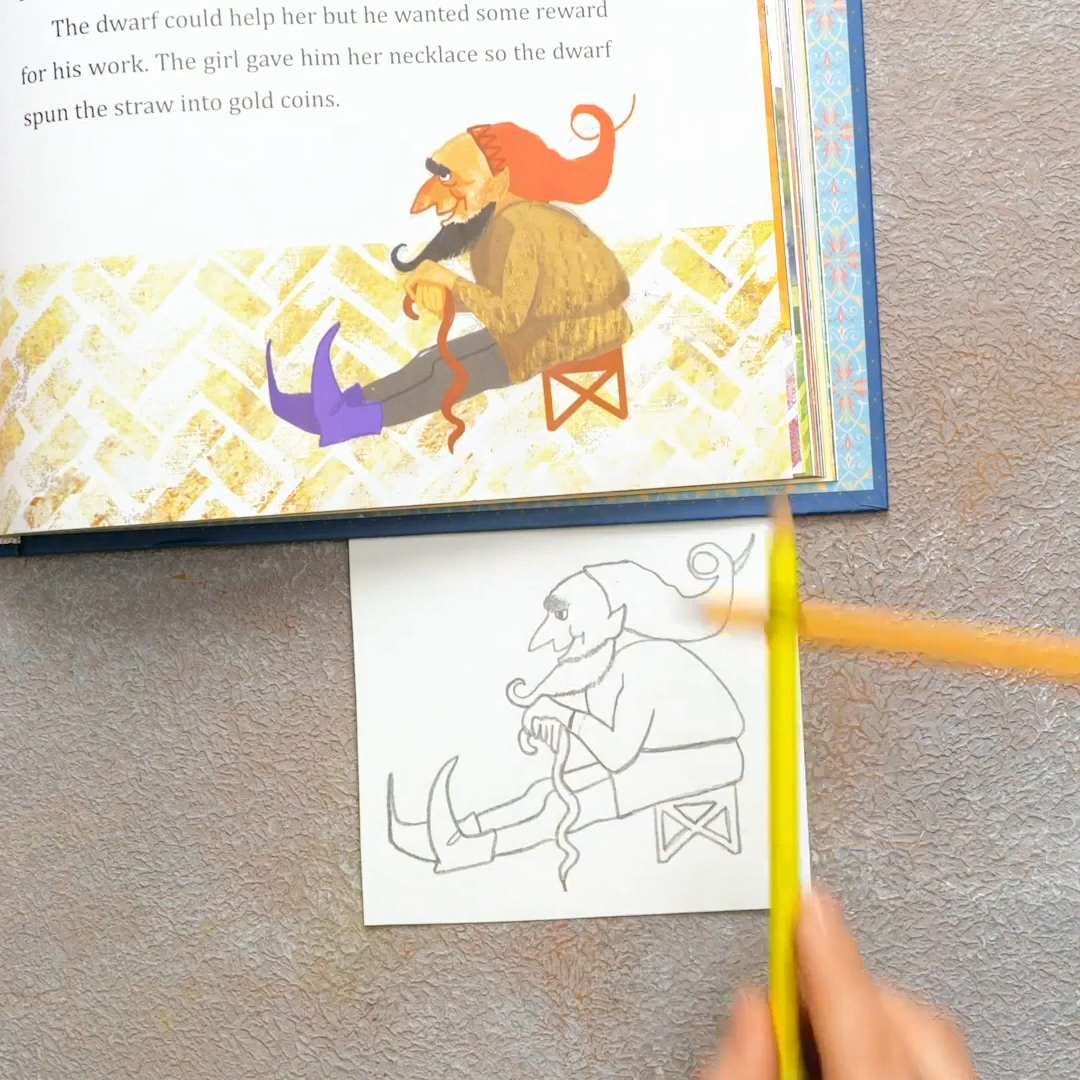 The dwarf could help her but he wanted some reward
for his work. The girl gave him her necklace so the dwarf
spun the straw into gold coins.